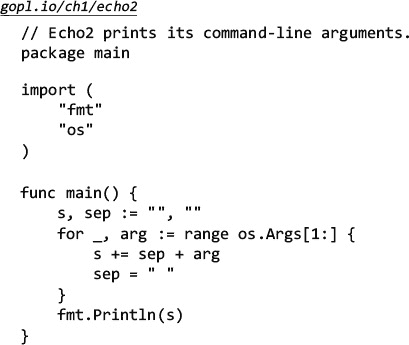 gopl.io/ch1/echo2
// Echo2 prints its command-line arguments.
package main
import (
    "fmt"
    "os"
)
func main() {
    s, sep := "", ""
    for _, arg := range os.Args[1:] {
        s += sep + arg
        sep = " "
    }
    fmt.Println(s)
}